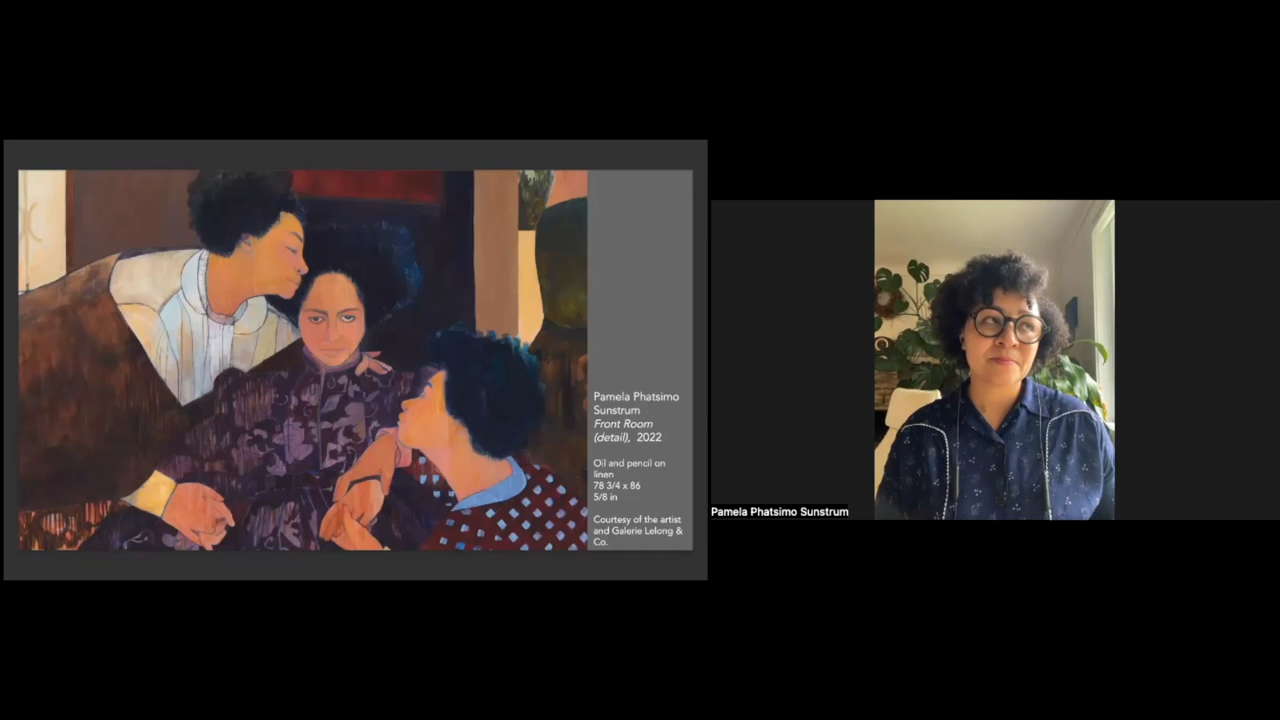 Pamela Phatsimo
Sunstrum
Front Room
(detail), 2022
Oil and pencil on
linen
78 3/4 x 86
5/8 in
Courtesy of the artist
and Galerie Lelong &
Co.
Pamela Phatsimo Sunstrum